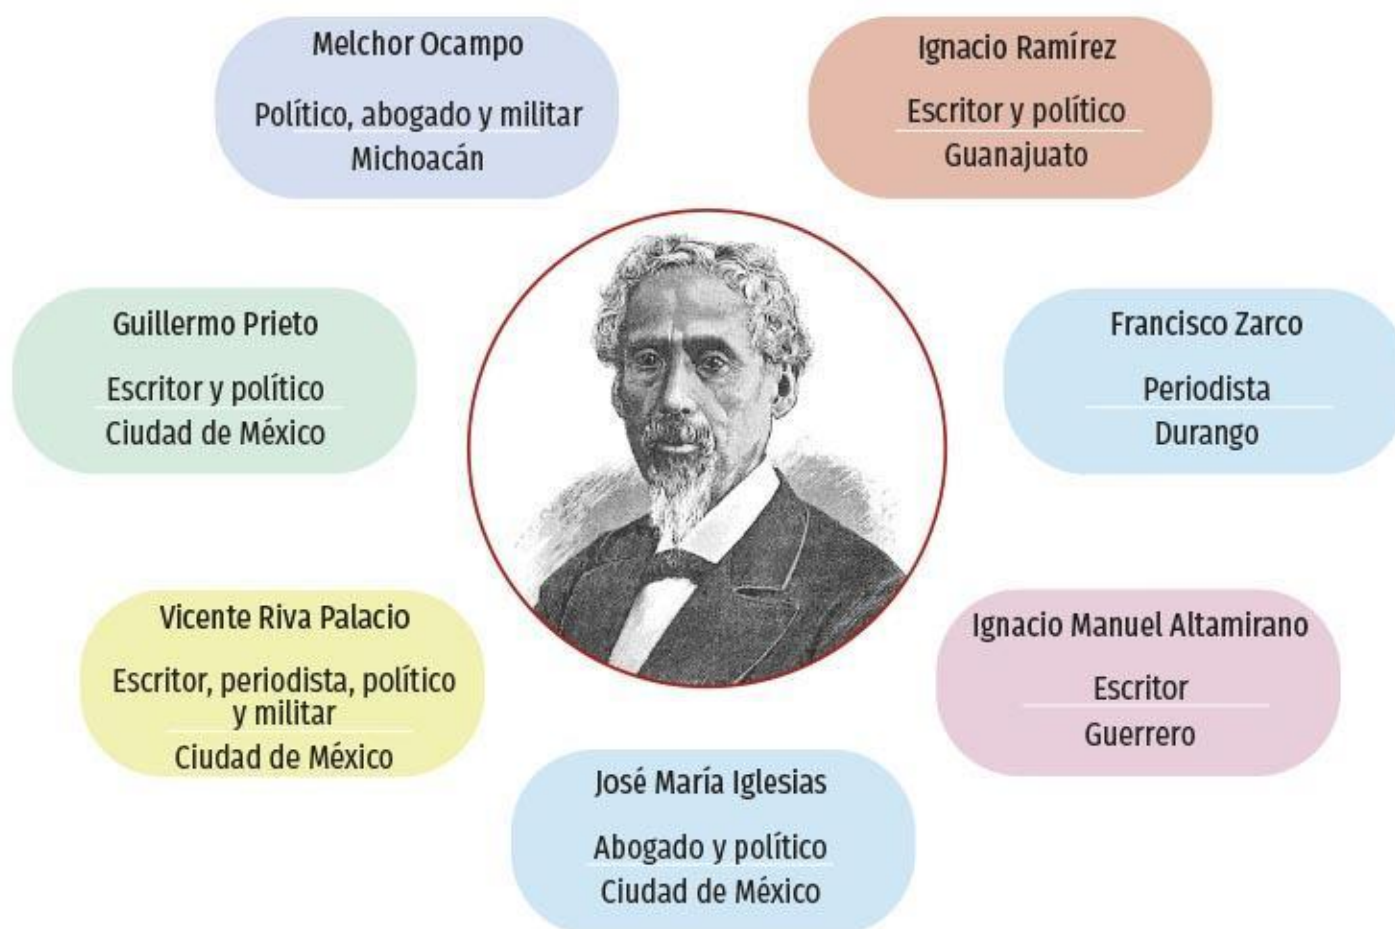 Melchor Ocampo
Político, abogado y militar
Michoacán
Ignacio Ramírez
Escritor y político
Guanajuato
Guillermo Prieto
Escritor y político
Ciudad de México
Francisco Zarco
Periodista
Durango
Vicente Riva Palacio
Escritor, periodista, político
y militar
Ciudad de México
Ignacio Manuel Altamirano
Escritor
Guerrero
José María Iglesias
Abogado y político
Ciudad de México